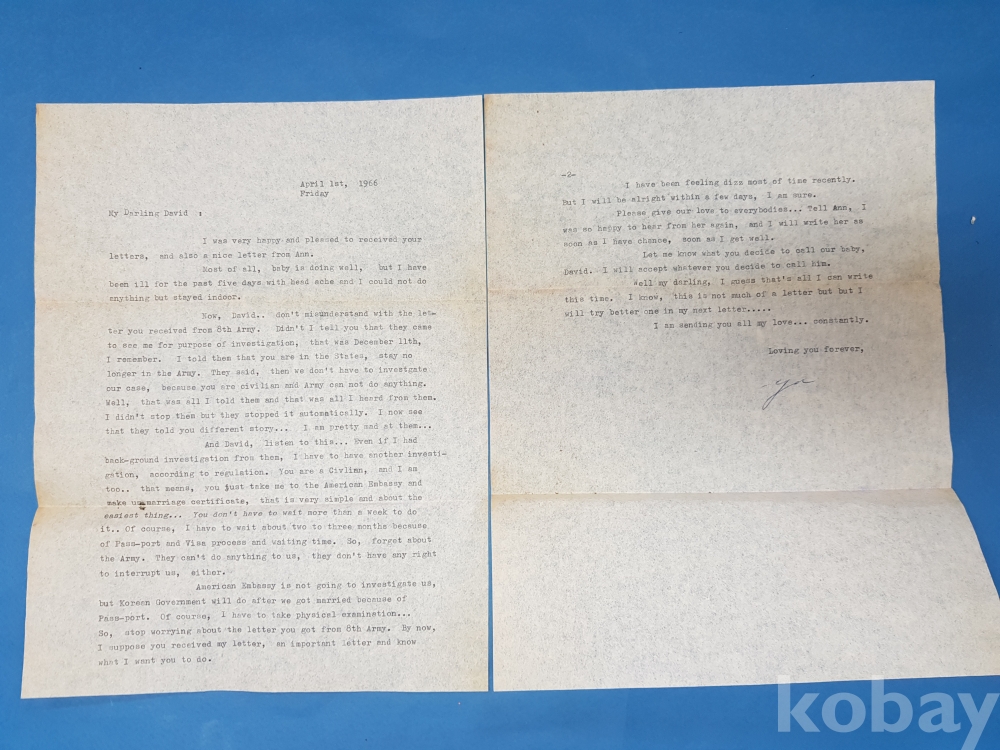 April 1st, 1966
Friday
My Darling David :
I was very happy and pleased to received your
letters, and also a nice letter from Ann.
Most of all, baby is doing well, but I have
been ill for the past five days with head ache and I could not do
anything but stayed indoor.
Now, David.. don't misunderstand with the let-
ter you received from 8th Army. Didn't I tell you that they came
to see me for purpose of investigation, that was December 11th,
I remember. I told them that you are in the States, stay no
longer in the Army. They said, then we don't have to investgate
our case, because you are civilian and Army can not do anything.
Well, that was all I told them and that was all I heard from them.
I didn't stop them but they stopped it automatically. I now see
that they told you different story... I am pretty mad at them...
And David, listen to this... Even if I had
back-ground investigation from them, I have to have another investi-
gation, according to regulation. You are a Civlian, and I am
too.. that means, you just take me to the American Embassy and
make us marriage certificate, that is very simple and about the
easiest thing... You don't have to wait more than a week to do
it.. Of course, I have to wait about two to three months because
of Pass-port and Visa process and waiting time. So, forget about
the Army. They can't do anything to us, they don't have any right
to interrupt us, either.
American Embassy is not going to investigate us,
but Korean Government will do after we got married because of
Pass-port. Of course, I have to take physical examination...
So, stop worrying about the letter you got from 8th Army. By now,
I suppose you received my letter, an important letter and know
what I want you to do.
-2-
I have been feeling dizz most of time recently.
But I will be alright within a few days, I am sure.
Please give our love to everybodies... Tell Ann, I
was so happy to hear from her again, and I will write her as
soon as I have chance, soon as I get well.
Let me know what you decide to call our baby,
David. I will accept whatever you decide to call him.
Well my darling, I guess that's all I can write
this time. I know, this is not much of a letter but but I
will try better one in my next letter.....
I am sending you all my love... constantly.
Loving you forever,
kobay